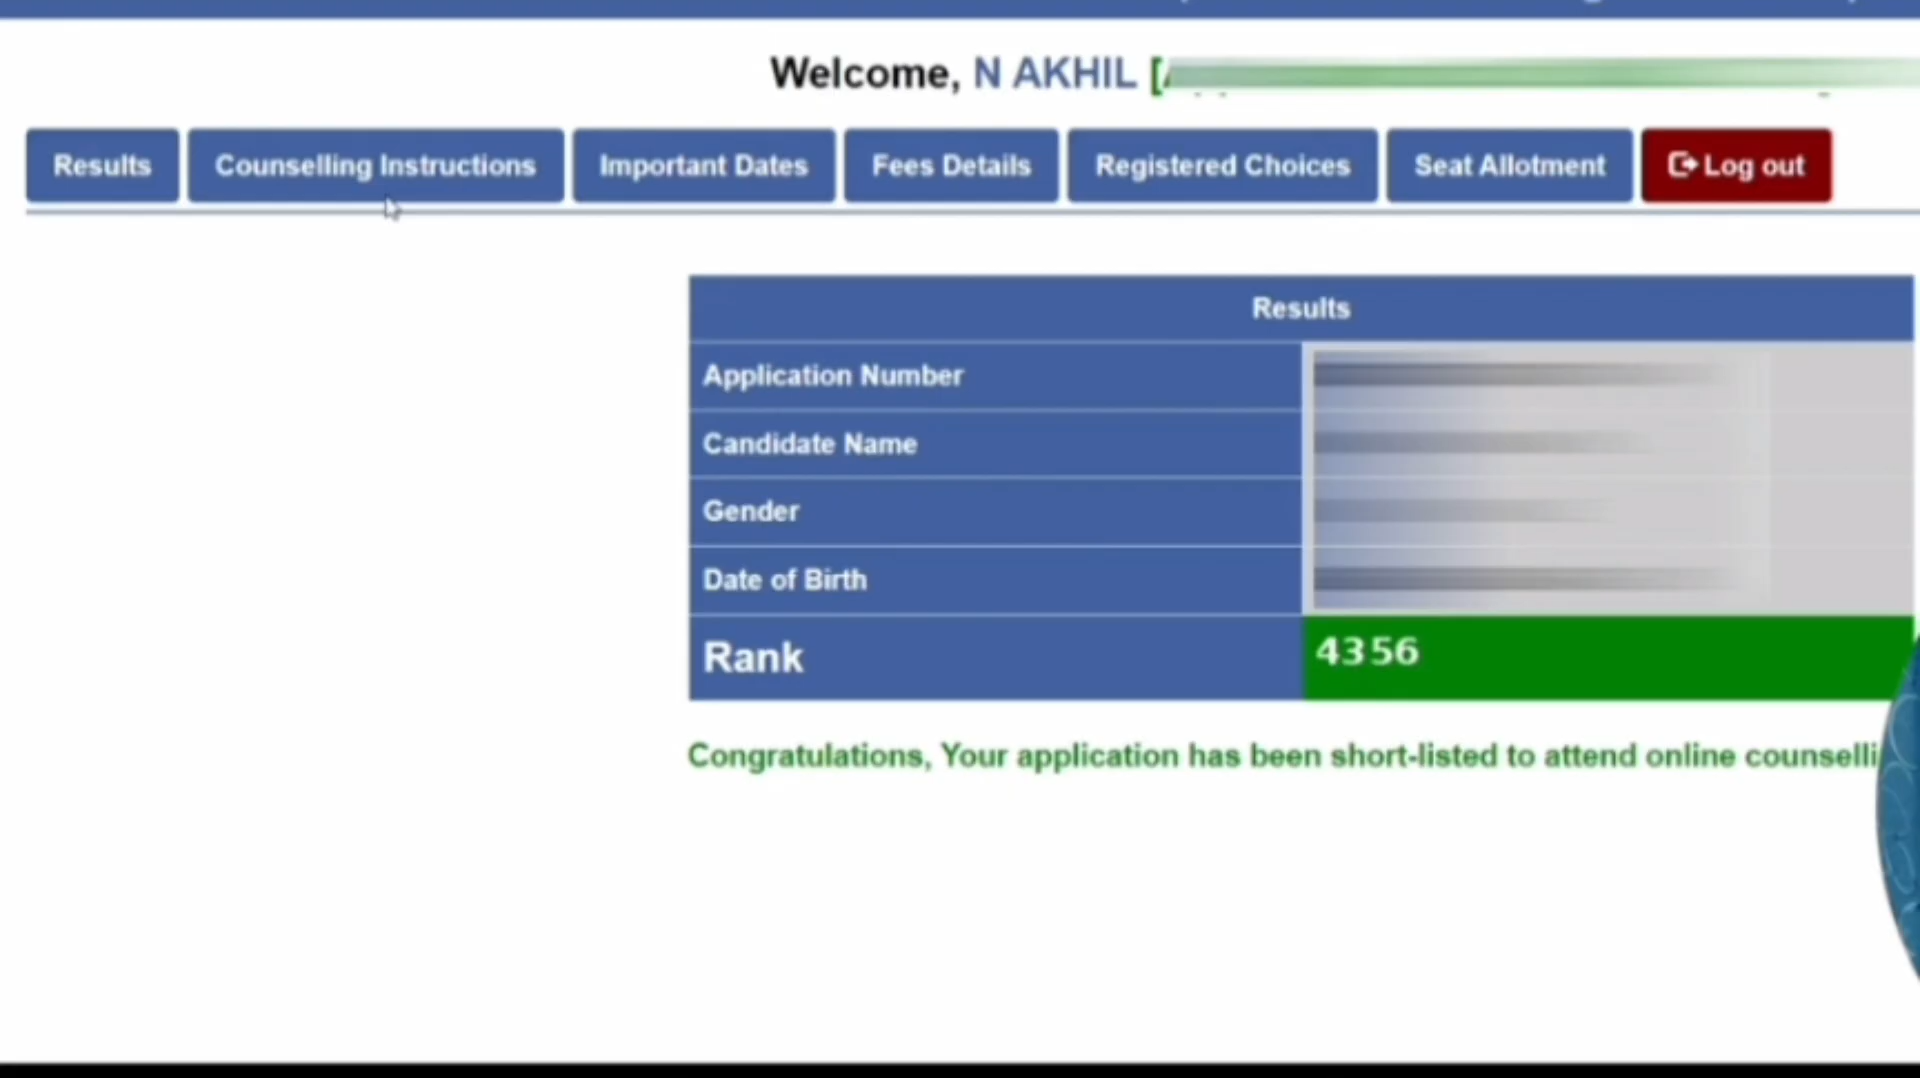 Welcome, N AKHIL [
Results Counselling Instructions Important Dates Fees Details Registered Choices Seat Allotment Log out
Results
Application Number
Candidate Name
Gender
Date of Birth
Rank 4356
Congratulations, Your application has been short-listed to attend online